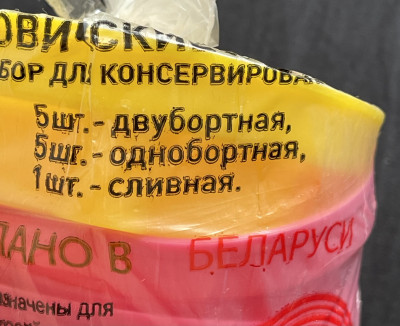 ОВИЧСКИ
БОР ДЛЯ КОНСЕРВИРОВА
5шт. - двубортная,
5шт. - однобортная,
1шт. - сливная.
ЛАНО В БЕЛАРУСИ
значены для